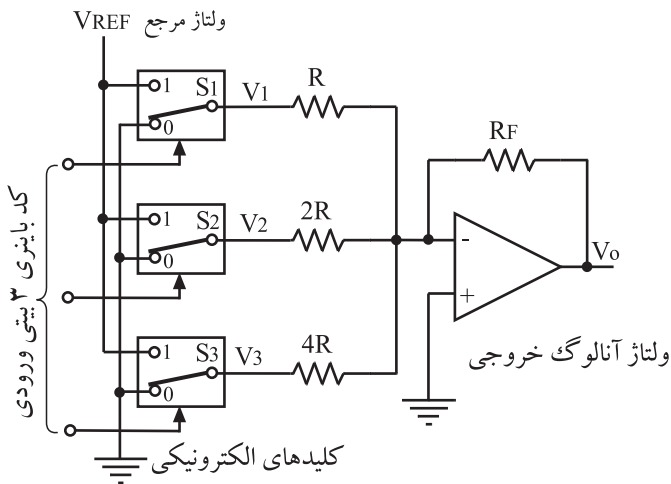 VREF ولتاژ مرجع
1
S1
0
V1
R
RF
1
S2
0
V2
2R
-
+
Vo
1
S3
0
V3
4R
کد باینری ۳ بیتی ورودی
ولتاژ آنالوگ خروجی
کلیدهای الکترونیکی